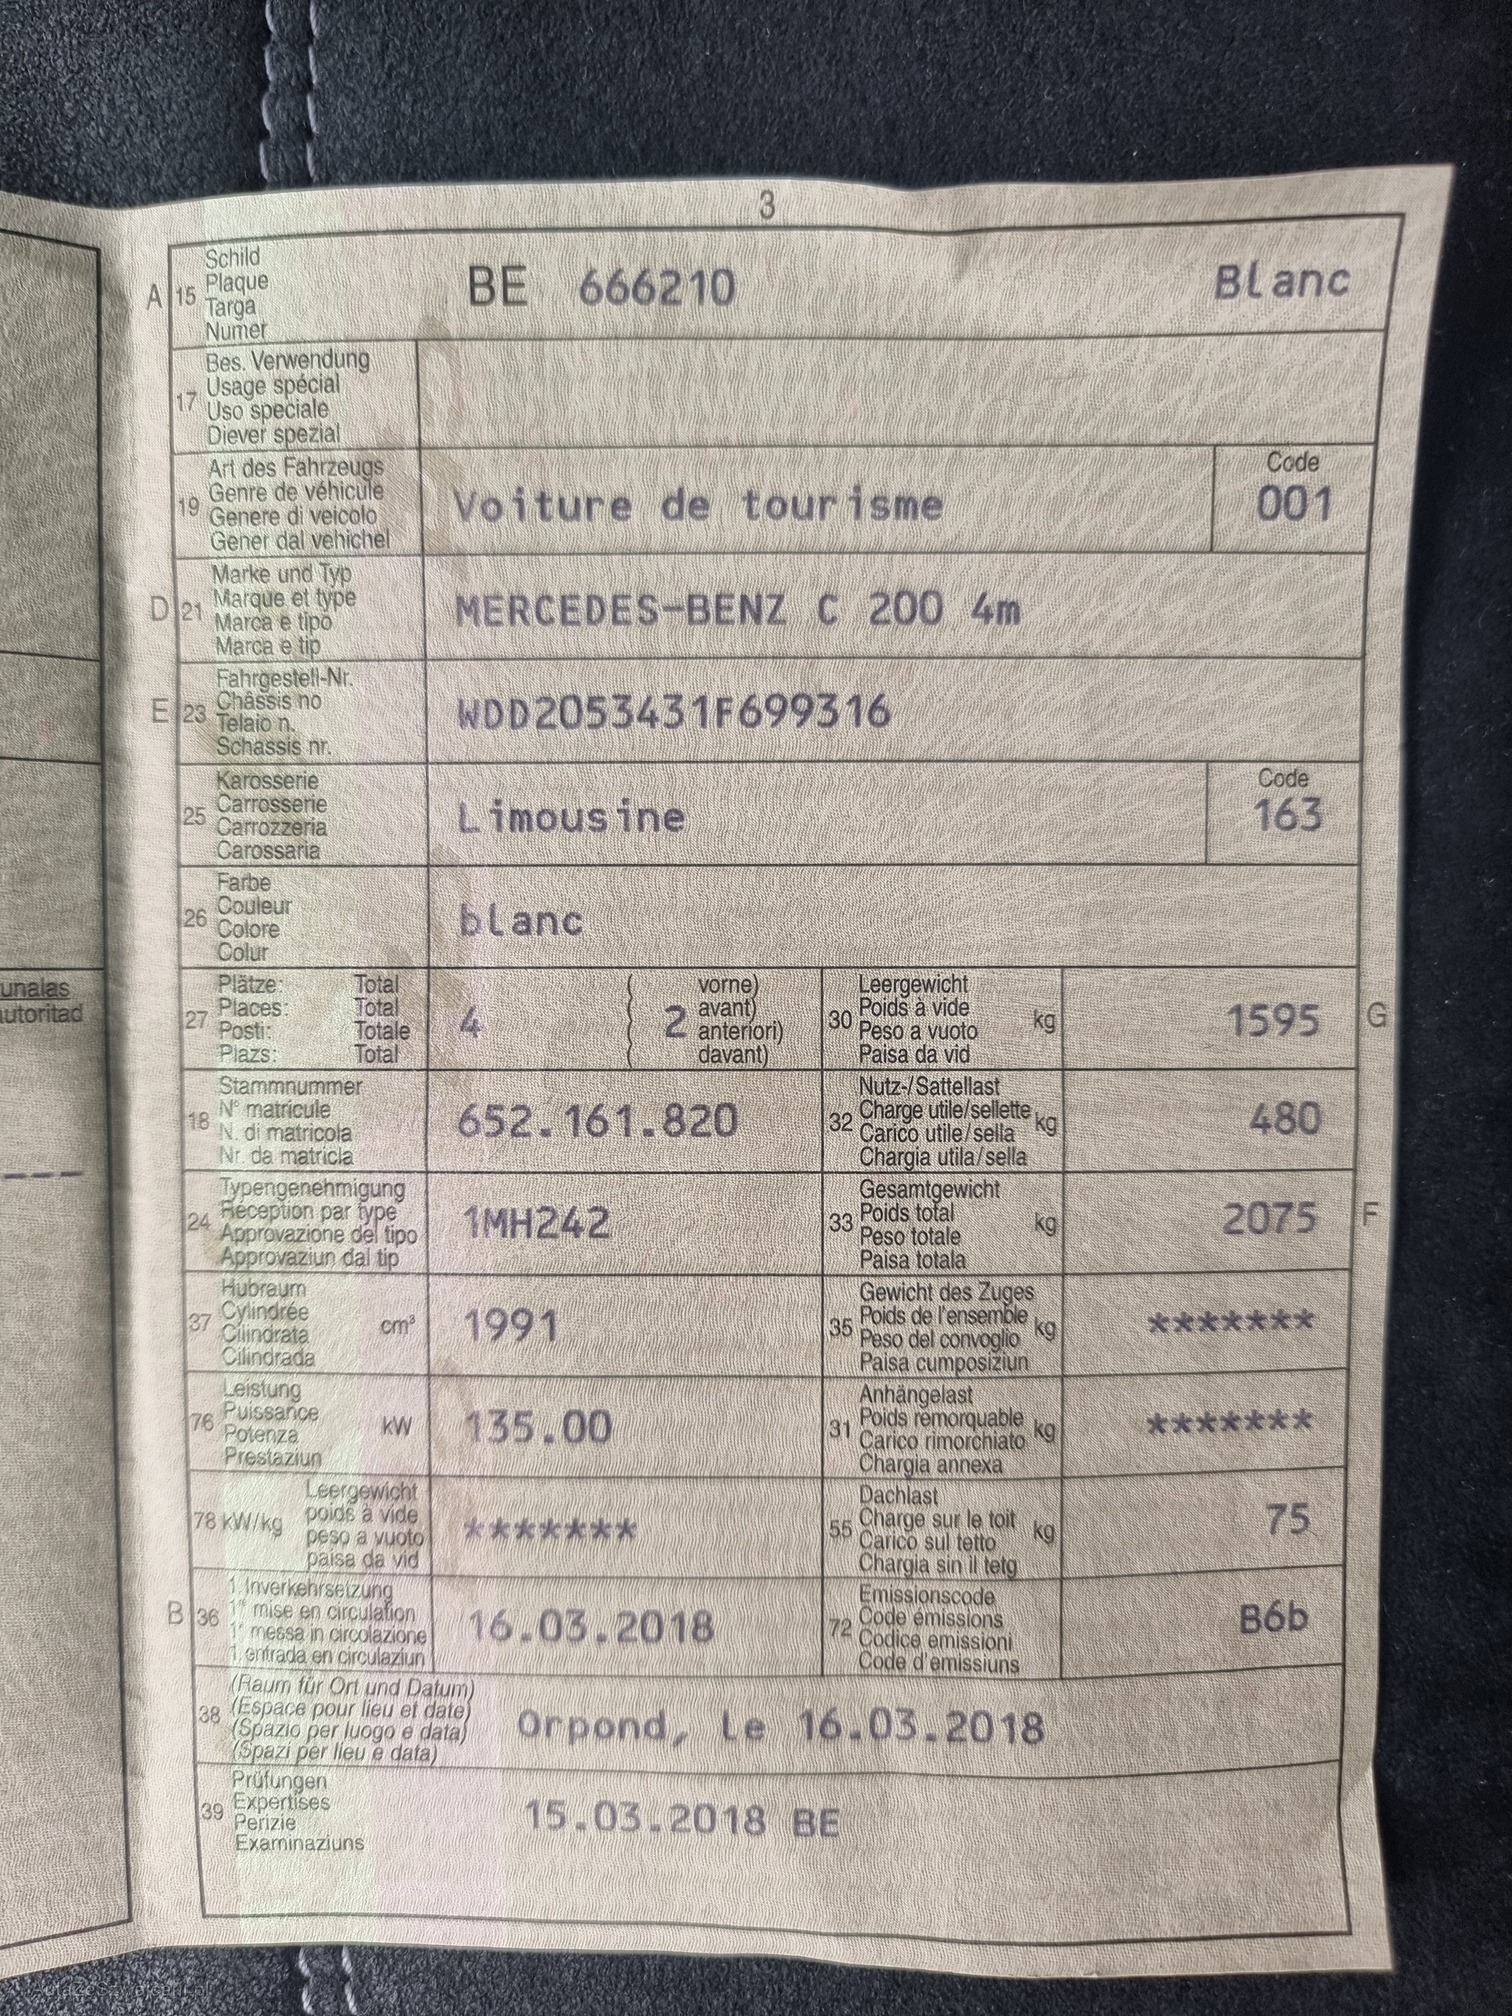 3
A 15 Schild
Plaque
Targa
Numer
BE 666210 Blanc
17 Bes. Verwendung
Usage spécial
Uso speciale
Diever spezial
19 Art des Fahrzeugs
Genre de véhicule
Genere di veicolo
Gener dal vehichel
Voiture de tourisme
Code
001
D 21 Marke und Typ
Marque et type
Marca e tipo
Marca e tip
MERCEDES-BENZ C 200 4m
E 23 Fahrgestell-Nr.
Châssis no
Telaio n.
Schassis nr.
WDD2053431F699316
25 Karosserie
Carrosserie
Carrozzeria
Carossaria
Limousine
Code
163
26 Farbe
Couleur
Colore
Colur
blanc
27 Plätze: Total
Places: Total
Posti: Totale
Plazs: Total
4 ( 2 vorne)
avant)
anteriori)
davant)
30 Leergewicht
Poids à vide
Peso a vuoto
Paisa da vid
kg 1595 G
18 Stammnummer
N° matricule
N. di matricola
Nr. da matricla
652.161.820
32 Nutz-/Sattellast
Charge utile/sellette
Carico utile/sella
Chargia utila/sella
kg 480
24 Typengenehmigung
Réception par type
Approvazione del tipo
Approvaziun dal tip
1MH242
33 Gesamtgewicht
Poids total
Peso totale
Paisa totala
kg 2075 F
37 Hubraum
Cylindrée
Cilindrata
Cilindrada
cm³ 1991
35 Gewicht des Zuges
Poids de l'ensemble
Peso del convoglio
Paisa cumposiziun
kg *******
76 Leistung
Puissance
Potenza
Prestaziun
kW 135.00
31 Anhängelast
Poids remorquable
Carico rimorchiato
Chargia annexa
kg *******
78 kW/kg Leergewicht
poids à vide
peso a vuoto
paisa da vid
*******
55 Dachlast
Charge sur le toit
Carico sul tetto
Chargia sin il tetg
kg 75
B 36 1. Inverkehrsetzung
1re mise en circulation
1a messa in circolazione
1. entrada en circulaziun
16.03.2018
72 Emissionscode
Code émissions
Codice emissioni
Code d'emissiuns
B6b
38 (Raum für Ort und Datum)
(Espace pour lieu et date)
(Spazio per luogo e data)
(Spazi per lieu e data)
Orpond, le 16.03.2018
39 Prüfungen
Expertises
Perizie
Examinaziuns
15.03.2018 BE
unalas
autoritad